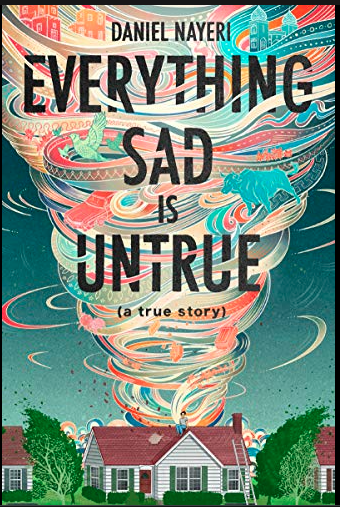 DANIEL NAYERI
EVERYTHING
SAD
IS
UNTRUE
(a true story)